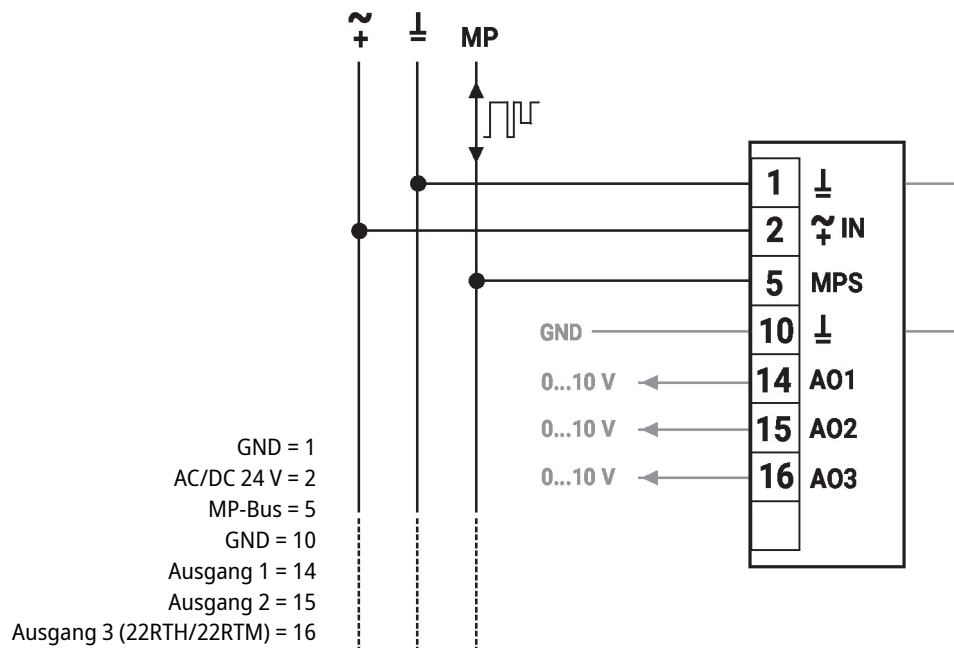 ~ + ⊥ MP
1 ⊥
2 ~ + IN
5 MPS
GND 10 ⊥
0...10 V 14 AO1
0...10 V 15 AO2
0...10 V 16 AO3
GND = 1
AC/DC 24 V = 2
MP-Bus = 5
GND = 10
Ausgang 1 = 14
Ausgang 2 = 15
Ausgang 3 (22RTH/22RTM) = 16